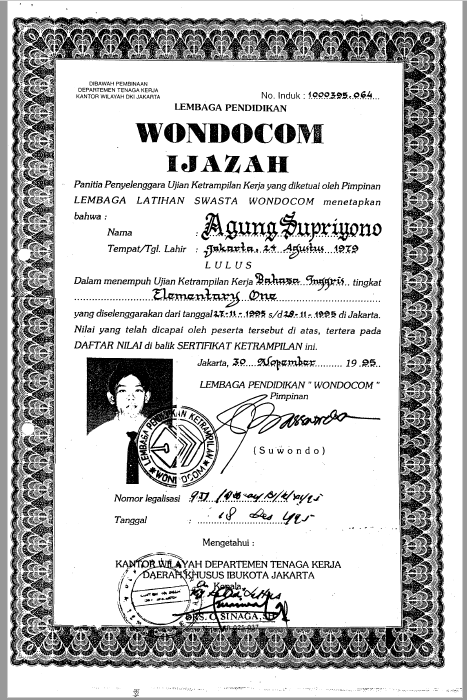 DIBAWAH PEMBINAAN
DEPARTEMEN TENAGA KERJA
KANTOR WILAYAH DKI JAKARTA
No. Induk : 1000395.064
LEMBAGA PENDIDIKAN
WONDOCOM
IJAZAH
Panitia Penyelenggara Ujian Ketrampilan Kerja yang diketuai oleh Pimpinan
LEMBAGA LATIHAN SWASTA WONDOCOM menetapkan
bahwa :
Nama : Agung Supriyono
Tempat/Tgl. Lahir : Jakarta, 24 Agustus 1979
LULUS
Dalam menempuh Ujian Ketrampilan Kerja Bahasa Inggris tingkat
Elementary One
yang diselenggarakan dari tanggal 27-11-1995 s/d 28-11-1995 di Jakarta.
Nilai yang telah dicapai oleh peserta tersebut di atas, tertera pada
DAFTAR NILAI di balik SERTIFIKAT KETRAMPILAN ini.
Jakarta, 30 Nopember 1995
LEMBAGA PENDIDIKAN " WONDOCOM "
Pimpinan
LEMBAGA PENDIDIKAN KETRAMPILAN
WONDOCOM
(Suwondo)
Nomor legalisasi
Tanggal : 18 Des 1995
Mengetahui :
KANTOR WILAYAH DEPARTEMEN TENAGA KERJA
DAERAH KHUSUS IBUKOTA JAKARTA
Kepala
DRS. O. SINAGA, SH